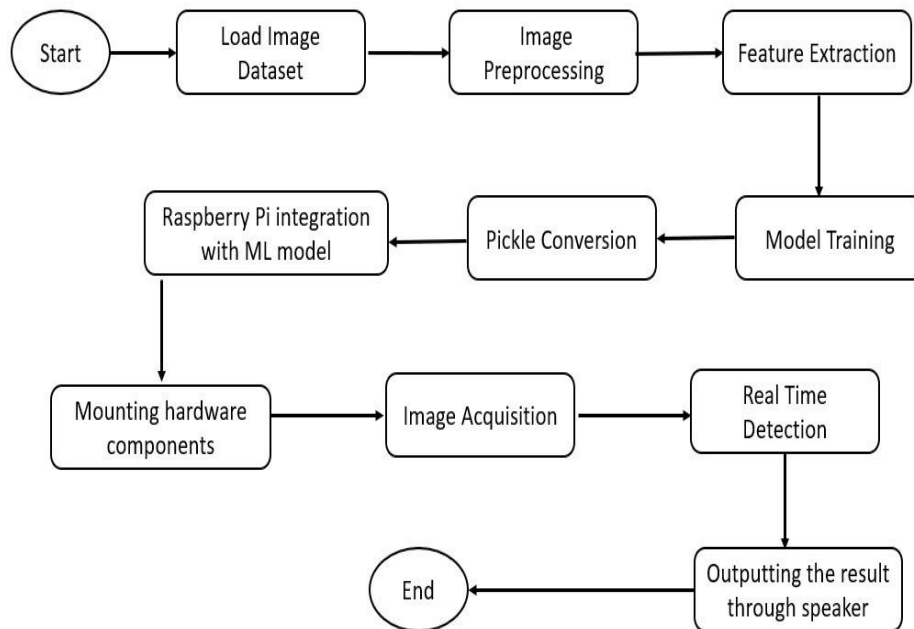 Start
Load Image
Dataset
Image
Preprocessing
Feature Extraction
Model Training
Pickle Conversion
Raspberry Pi integration
with ML model
Mounting hardware
components
Image Acquisition
Real Time
Detection
Outputting the result
through speaker
End